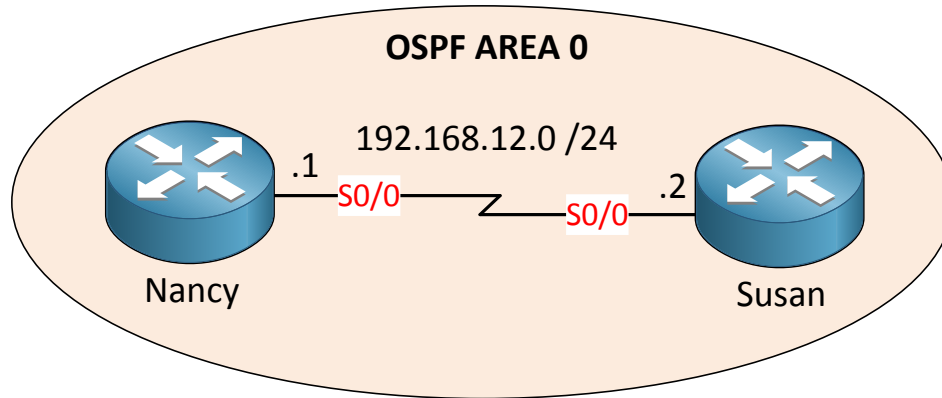 OSPF AREA 0
192.168.12.0 /24
.1
.2
S0/0
S0/0
Nancy
Susan